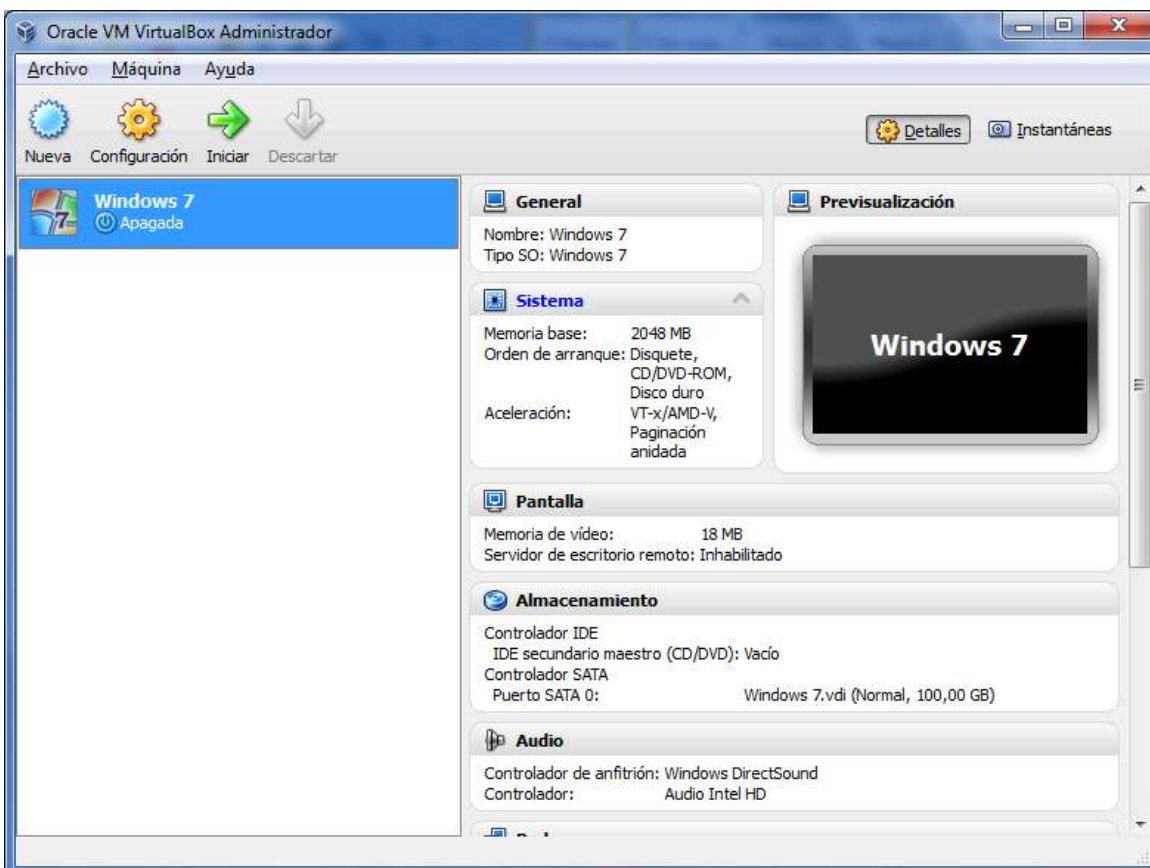 Oracle VM VirtualBox Administrador
Archivo Máquina Ayuda
Nueva Configuración Iniciar Descartar
Detalles Instantáneas
Windows 7
Apagada
General
Nombre: Windows 7
Tipo SO: Windows 7
Sistema
Memoria base: 2048 MB
Orden de arranque: Disquete,
CD/DVD-ROM,
Disco duro
Aceleración: VT-x/AMD-V,
Paginación
anidada
Previsualización
Windows 7
Pantalla
Memoria de vídeo: 18 MB
Servidor de escritorio remoto: Inhabilitado
Almacenamiento
Controlador IDE
IDE secundario maestro (CD/DVD): Vacío
Controlador SATA
Puerto SATA 0: Windows 7.vdi (Normal, 100,00 GB)
Audio
Controlador de anfitrión: Windows DirectSound
Controlador: Audio Intel HD